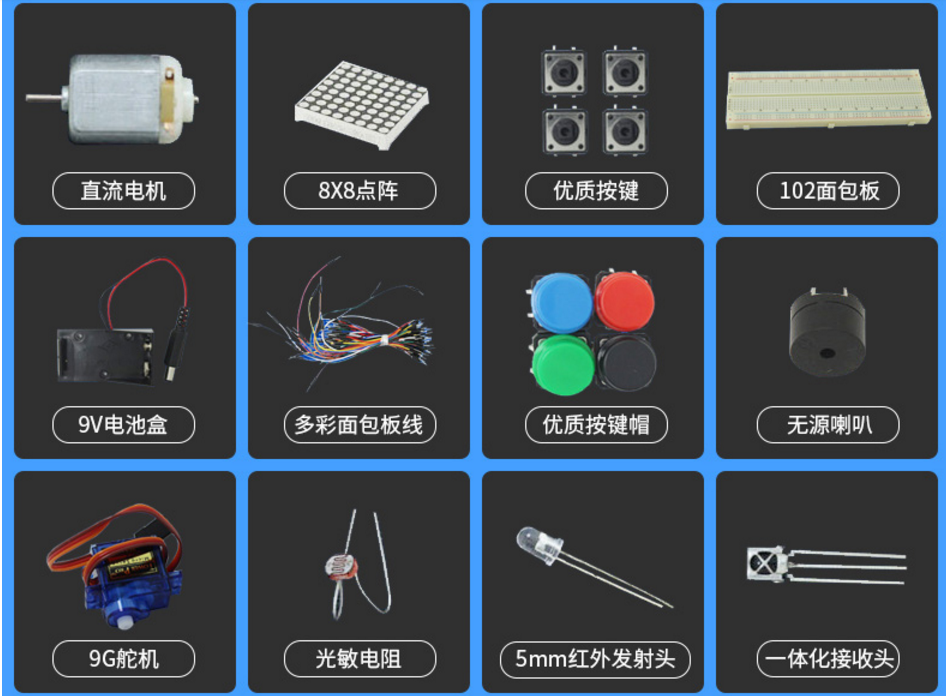 直流电机
8X8点阵
优质按键
102面包板
9V电池盒
多彩面包板线
优质按键帽
无源喇叭
9G舵机
光敏电阻
5mm红外发射头
一体化接收头